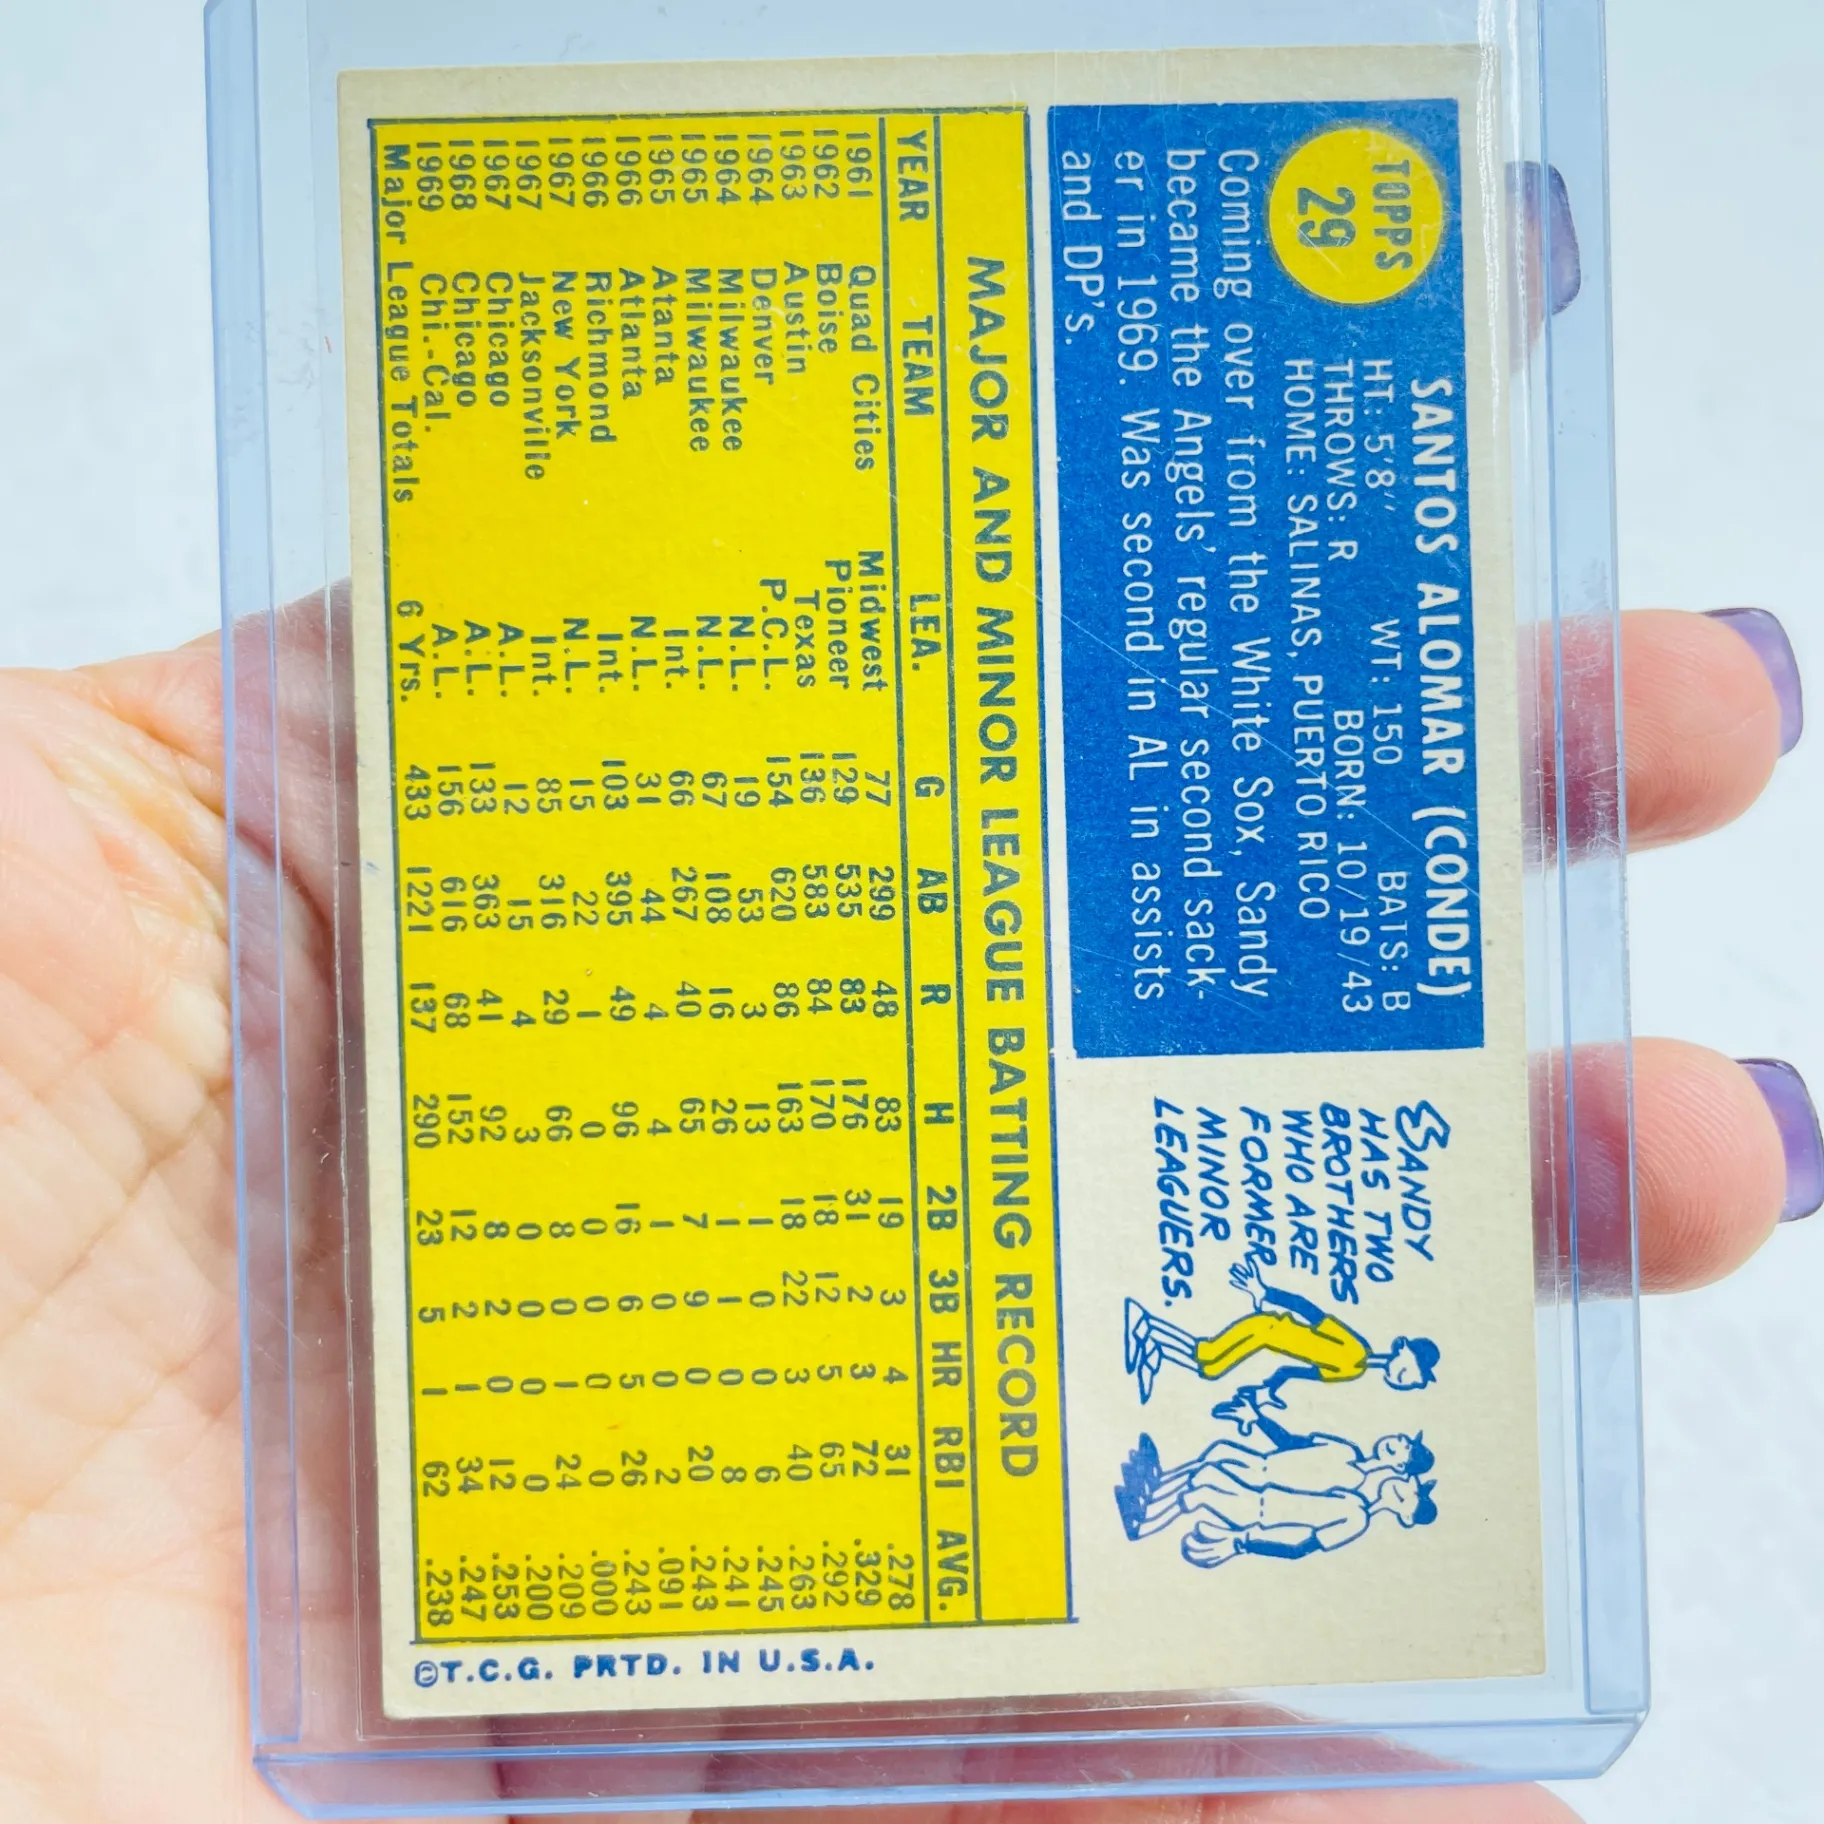 TOPPS
29
SANTOS ALOMAR (CONDE)
HT: 5'8'' WT: 150 BATS: B
THROWS: R BORN: 10/19/43
HOME: SALINAS, PUERTO RICO
Coming over from the White Sox, Sandy
became the Angels' regular second sack-
er in 1969. Was second in AL in assists
and DP's.
SANDY
HAS TWO
BROTHERS
WHO ARE
FORMER
MINOR
LEAGUERS.
MAJOR AND MINOR LEAGUE BATTING RECORD
YEAR TEAM LEA. G AB R H 2B 3B HR RBI AVG.
1961 Quad Cities Midwest 77 299 48 83 19 3 4 31 .278
1962 Boise Pioneer 129 535 83 176 31 2 3 72 .329
1963 Austin Texas 136 583 84 170 18 12 5 65 .292
1964 Denver P.C.L. 154 620 86 163 18 22 3 40 .263
1964 Milwaukee N.L. 19 53 3 13 1 0 0 6 .245
1965 Milwaukee N.L. 67 108 16 26 1 1 0 8 .241
1965 Atanta Int. 66 267 40 65 7 9 0 20 .243
1966 Atlanta N.L. 31 44 4 4 1 0 0 2 .091
1966 Richmond Int. 103 395 49 96 16 6 5 26 .243
1967 New York N.L. 15 22 1 0 0 0 0 0 .000
1967 Jacksonville Int. 85 316 29 66 8 0 1 24 .209
1967 Chicago A.L. 12 15 4 3 0 0 0 0 .200
1968 Chicago A.L. 133 363 41 92 8 2 0 12 .253
1969 Chi.-Cal. A.L. 156 616 68 152 12 2 1 34 .247
Major League Totals 6 Yrs. 433 1221 137 290 23 5 1 62 .238
©T.C.G. PRTD. IN U.S.A.